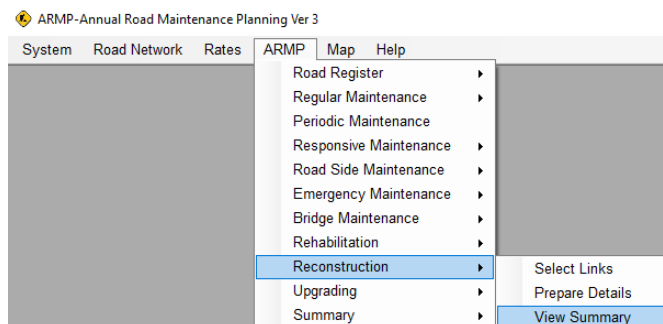 ARMP-Annual Road Maintenance Planning Ver 3
System Road Network Rates ARMP Map Help
Road Register
Regular Maintenance
Periodic Maintenance
Responsive Maintenance
Road Side Maintenance
Emergency Maintenance
Bridge Maintenance
Rehabilitation
Reconstruction
Upgrading
Summary
Select Links
Prepare Details
View Summary